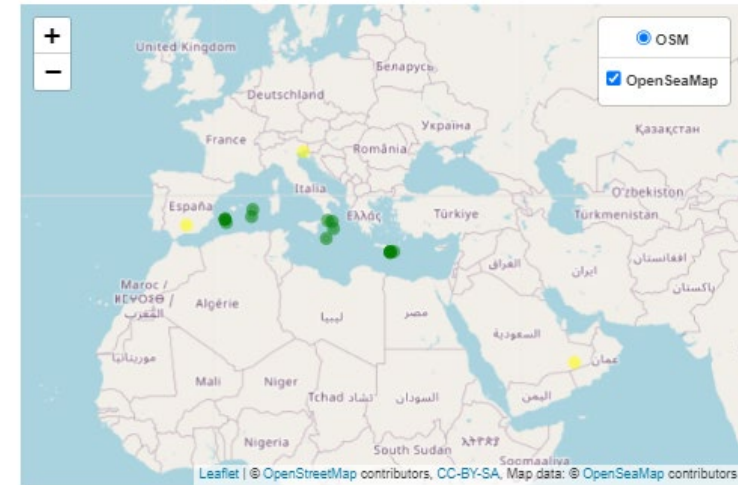 +
−
OSM
OpenSeaMap
United Kingdom
Беларусь
Deutschland
Україна
Қазақстан
France
România
Italia
O'zbekiston
España
Ελλάς
Türkiye
Türkmenistan
العراق
ایران
افغانستان
پاکستان
Maroc /
ⵍⵎⵖⵔⵉⴱ /
المغرب
Algérie
ليبيا
مصر
السعودية
عمان
موريتانيا
Mali
Niger
Tchad تشاد
السودان
اليمن
Nigeria
South Sudan
ኢትዮጵያ
Soomaaliya
Leaflet | © OpenStreetMap contributors, CC-BY-SA, Map data: © OpenSeaMap contributors